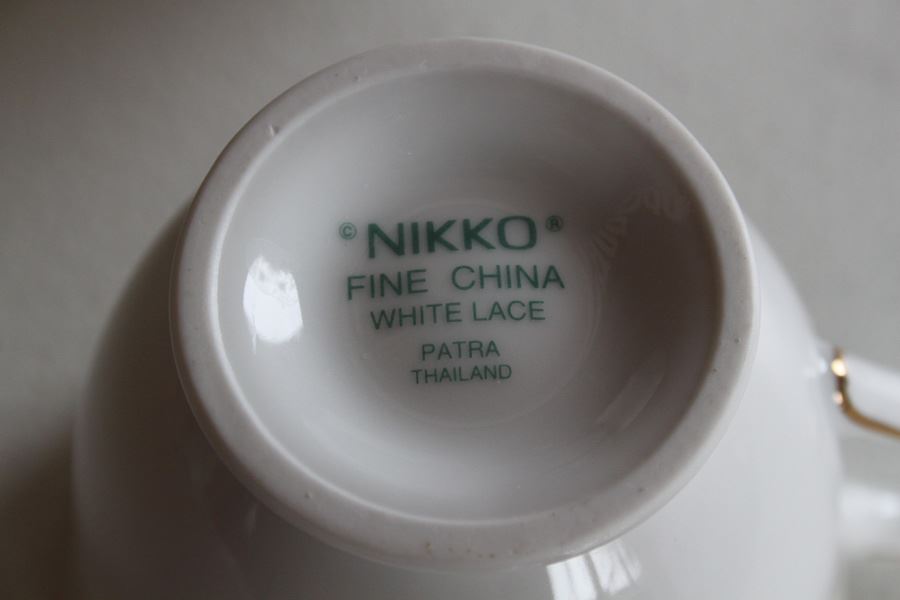 © NIKKO ®
FINE CHINA
WHITE LACE
PATRA
THAILAND